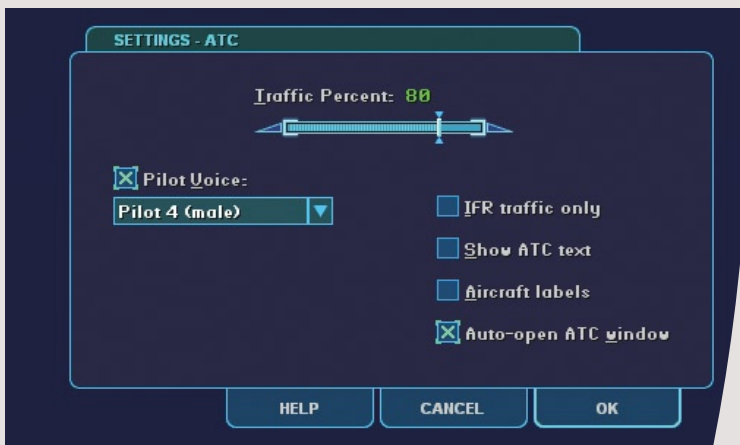 SETTINGS - ATC
Traffic Percent: 80
Pilot Voice:
Pilot 4 (male)
IFR traffic only
Show ATC text
Aircraft labels
Auto-open ATC window
HELP CANCEL OK